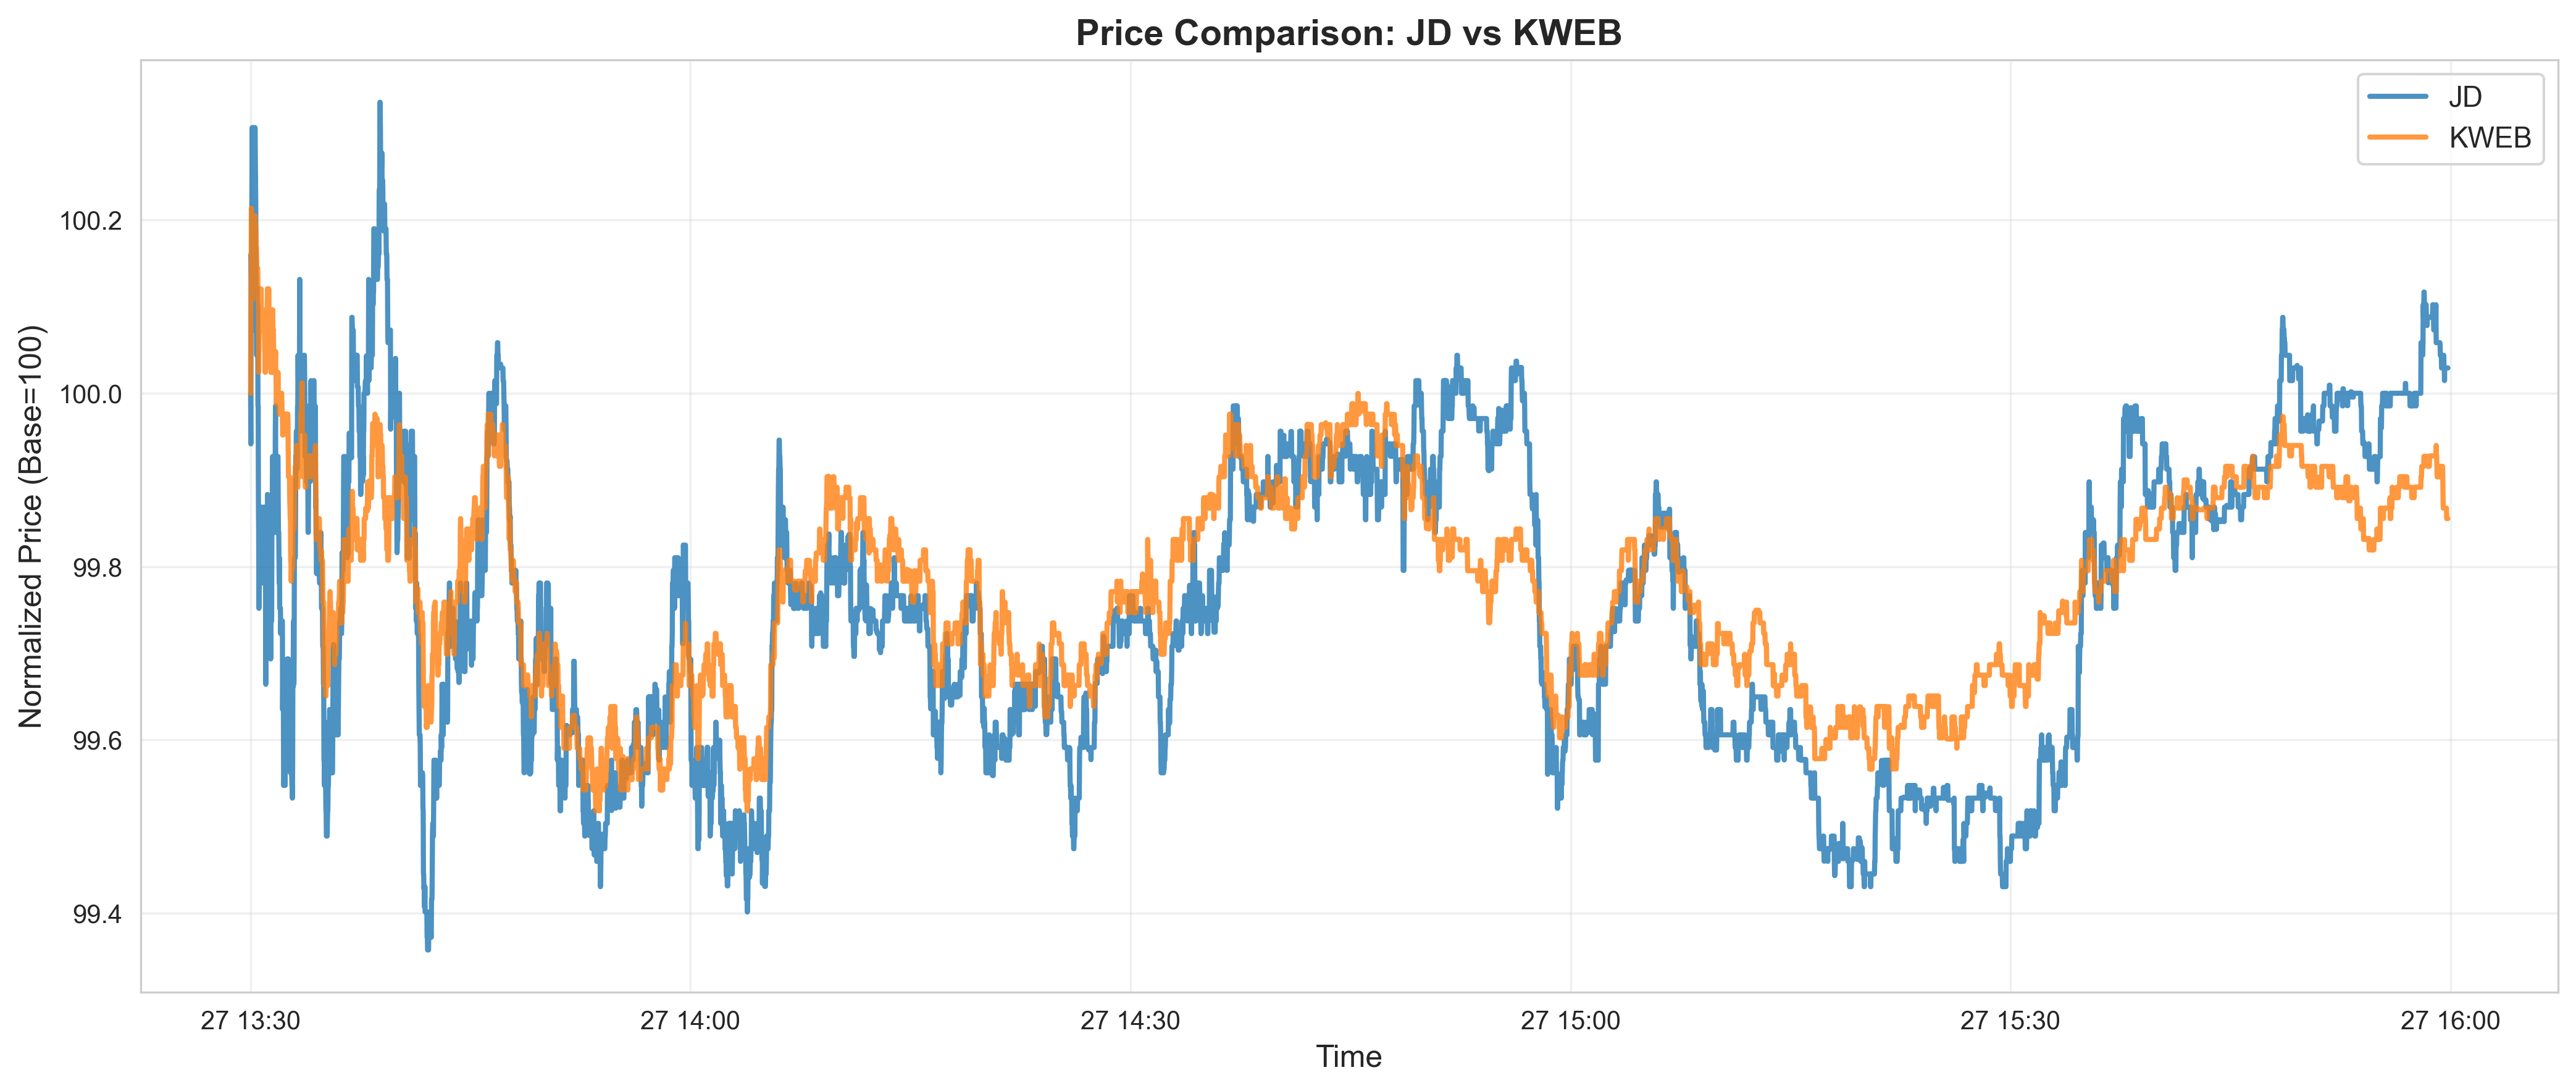 Price Comparison: JD vs KWEB
JD
KWEB
Normalized Price (Base=100)
100.2
100.0
99.8
99.6
99.4
27 13:30
27 14:00
27 14:30
27 15:00
27 15:30
27 16:00
Time